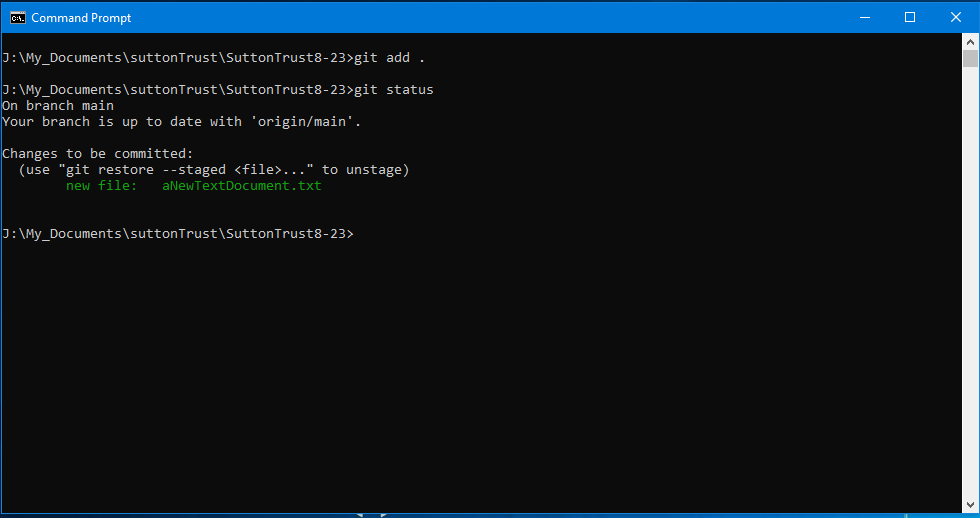 Command Prompt
J:\My_Documents\suttonTrust\SuttonTrust8-23>git add .
J:\My_Documents\suttonTrust\SuttonTrust8-23>git status
On branch main
Your branch is up to date with 'origin/main'.
Changes to be committed:
  (use "git restore --staged <file>..." to unstage)
        new file:   aNewTextDocument.txt
J:\My_Documents\suttonTrust\SuttonTrust8-23>